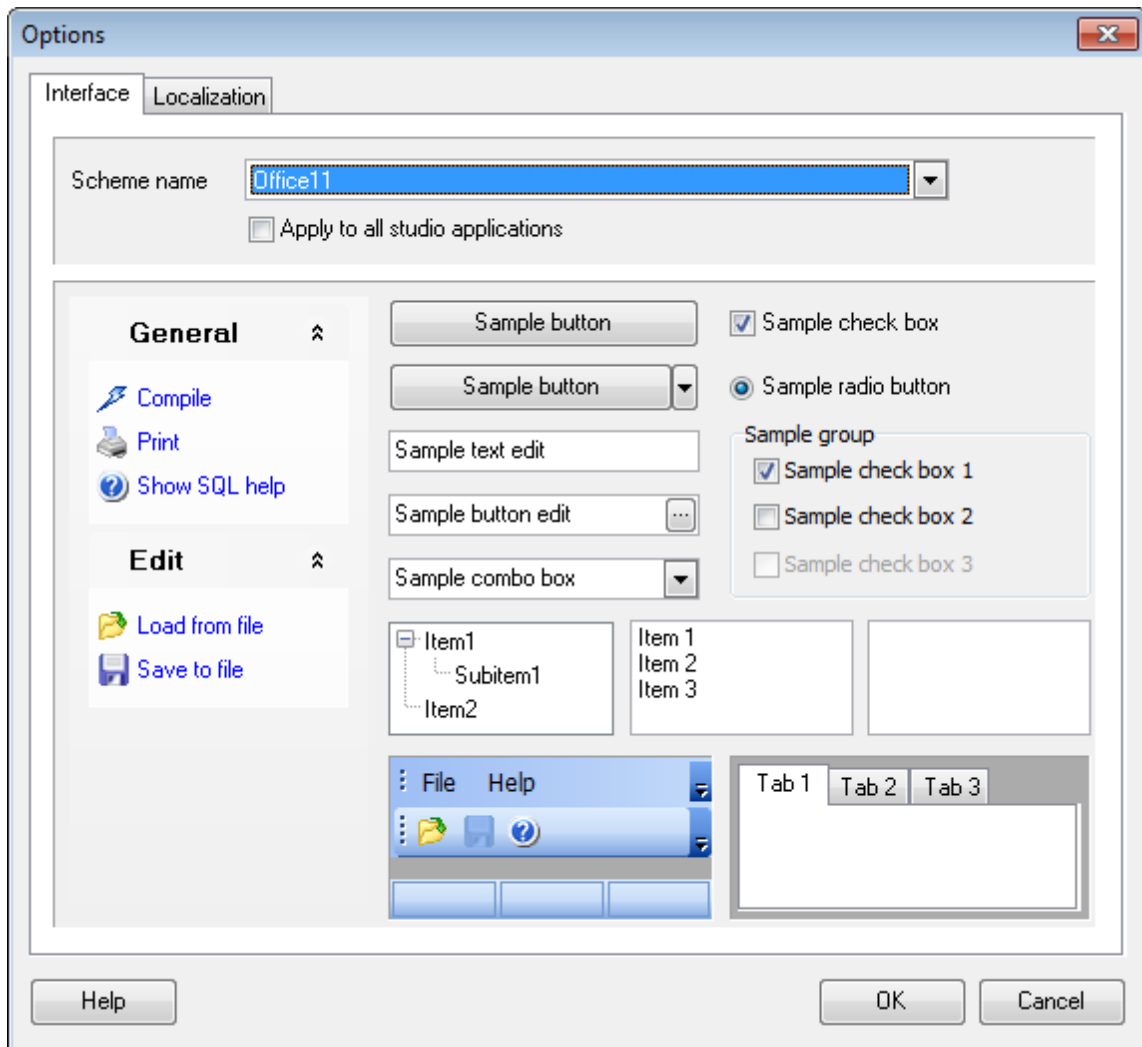 Options
Interface
Localization
Scheme name
Office11
Apply to all studio applications
General
Compile
Print
Show SQL help
Edit
Load from file
Save to file
Sample button
Sample check box
Sample button
Sample radio button
Sample text edit
Sample group
Sample check box 1
Sample button edit
...
Sample check box 2
Sample combo box
Sample check box 3
Item1
Subitem1
Item2
Item 1
Item 2
Item 3
File Help
Tab 1 Tab 2 Tab 3
Help
OK
Cancel